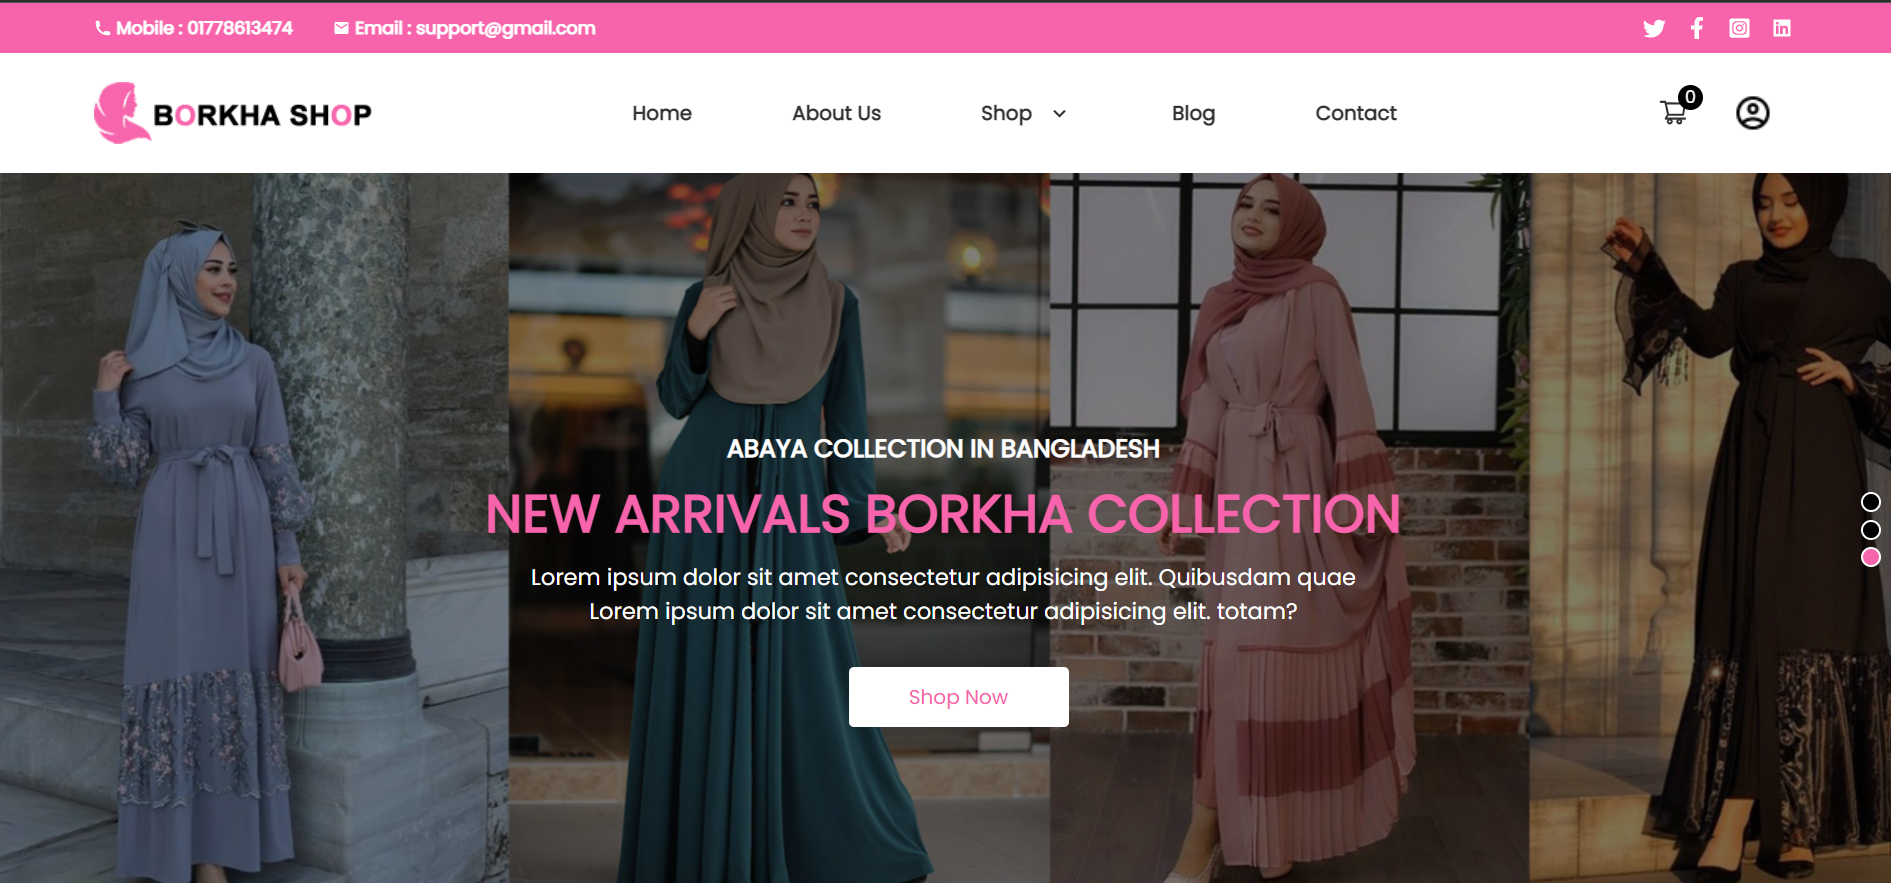 Mobile : 01778613474
Email : support@gmail.com
BORKHA SHOP
Home
About Us
Shop
Blog
Contact
0
ABAYA COLLECTION IN BANGLADESH
NEW ARRIVALS BORKHA COLLECTION
Lorem ipsum dolor sit amet consectetur adipisicing elit. Quibusdam quae
Lorem ipsum dolor sit amet consectetur adipisicing elit. totam?
Shop Now